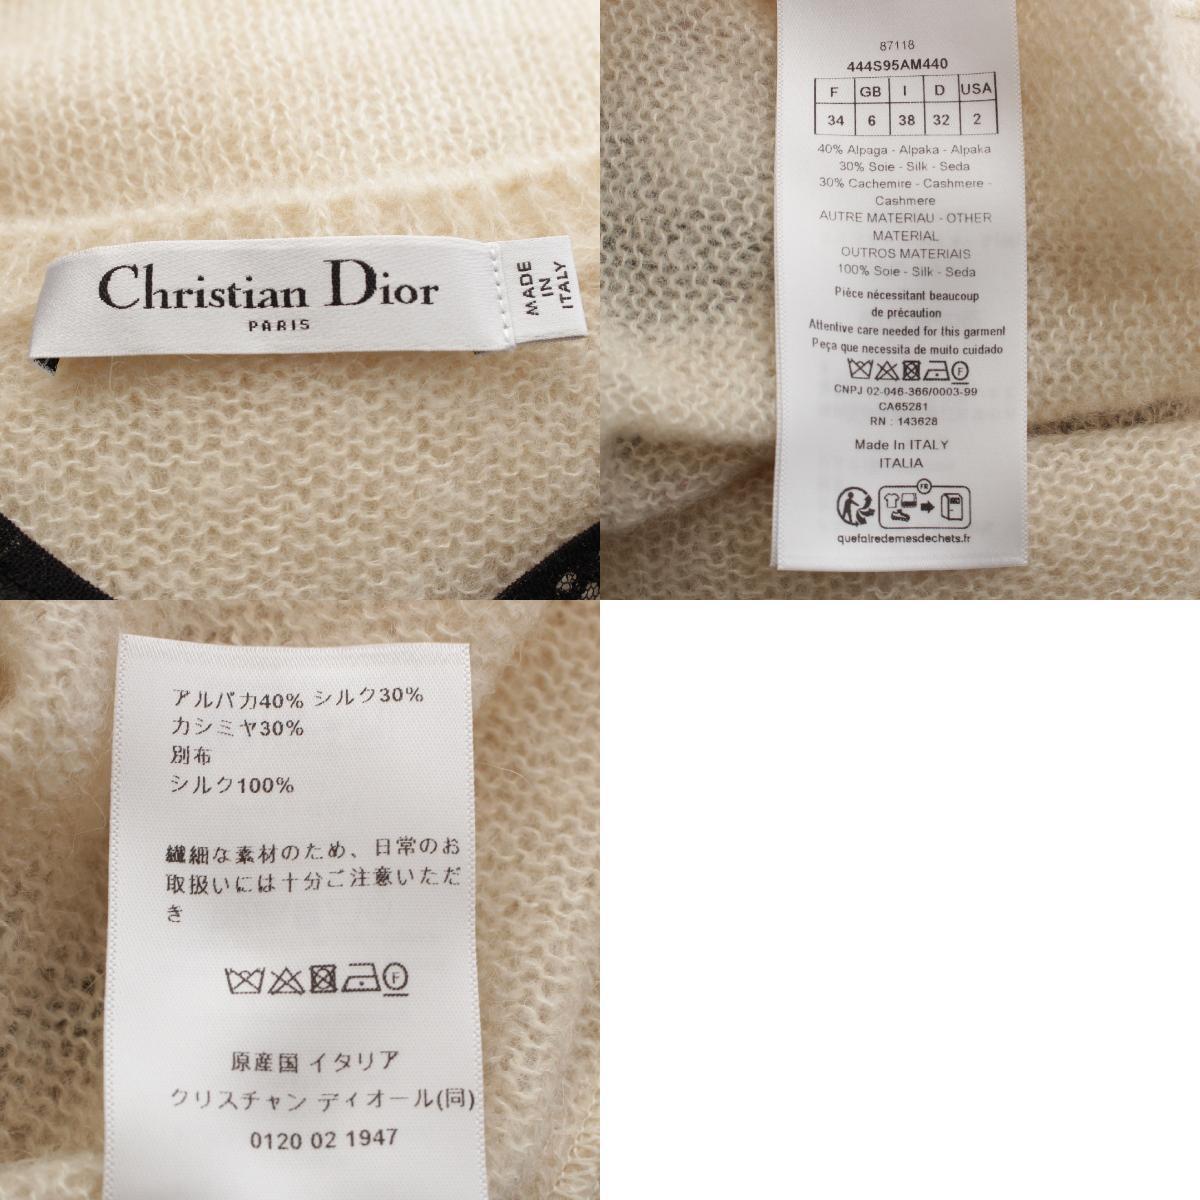 Christian Dior
PARIS
MADE
IN
ITALY
87118
444S95AM440
F GB I D USA
34 6 38 32 2
40% Alpaga - Alpaka - Alpaka
30% Soie - Silk - Seda
30% Cachemire - Cashmere -
Cashmere
AUTRE MATERIAU - OTHER
MATERIAL
OUTROS MATERIAIS
100% Soie - Silk - Seda
Pièce nécessitant beaucoup
de précaution
Attentive care needed for this garment
Peça que necessita de muito cuidado
F
CNPJ 02-046-366/0003-99
CA65281
RN : 143628
Made In ITALY
ITALIA
FR
quefairedemesdechets.fr
アルパカ40% シルク30%
カシミヤ30%
別布
シルク100%
繊細な素材のため、日常のお
取扱いには十分ご注意いただ
き
F
原産国 イタリア
クリスチャン ディオール(同)
0120 02 1947